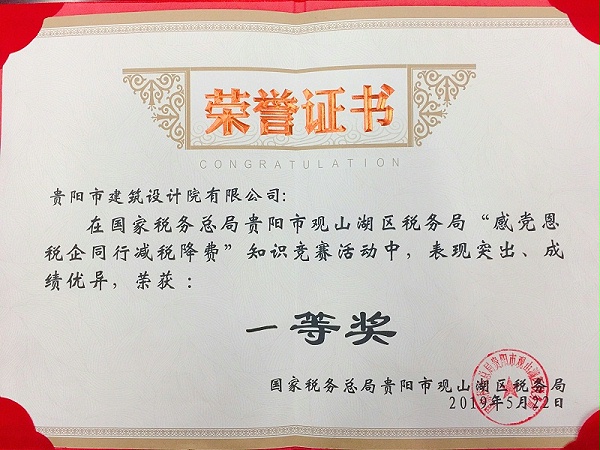 荣誉证书
CONGRATULATION
贵阳市建筑设计院有限公司:
在国家税务总局贵阳市观山湖区税务局“感党恩
税企同行减税降费”知识竞赛活动中，表现突出、成
绩优异，荣获：
一等奖
国家税务总局贵阳市观山湖区税务局
2019年5月22日